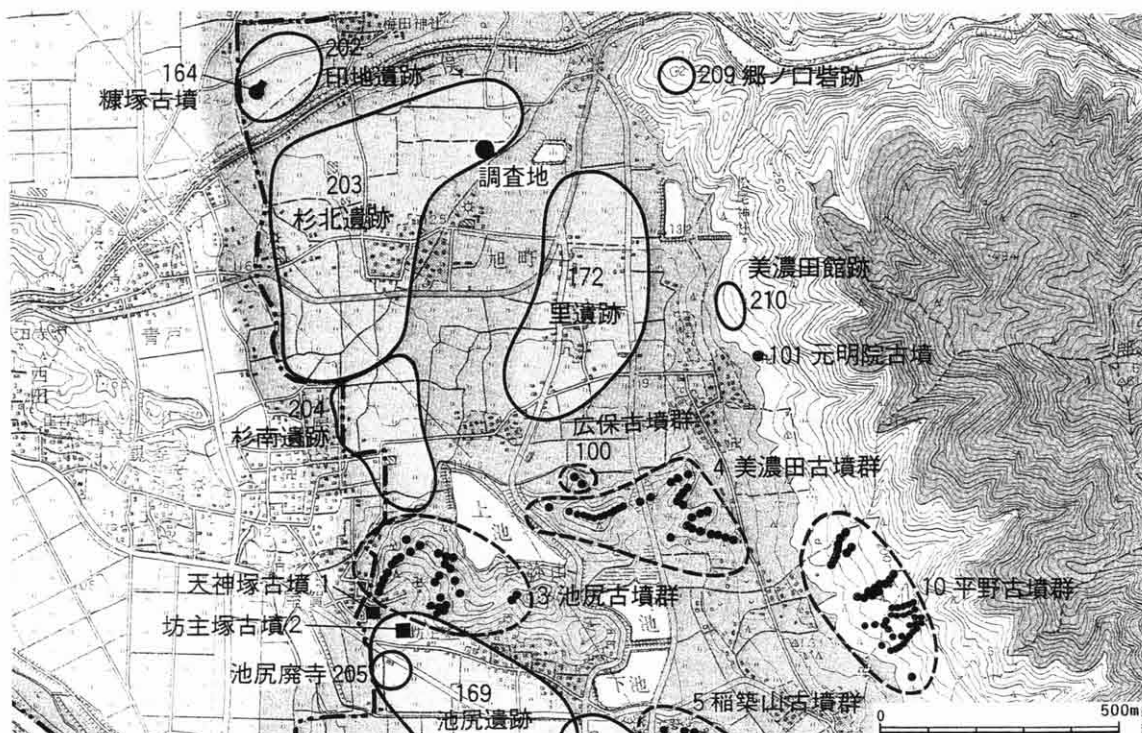 202
印地遺跡
164
糠塚古墳
209 郷ノ口砦跡
調査地
203
杉北遺跡
旭町
172
里遺跡
美濃田館跡
210
101 元明院古墳
青戸
204
杉南遺跡
広保古墳群
100
4 美濃田古墳群
上池
天神塚古墳 1
3 池尻古墳群
10 平野古墳群
坊主塚古墳 2
池尻廃寺 205
下池
169
池尻遺跡
5 稲築山古墳群
0
500m